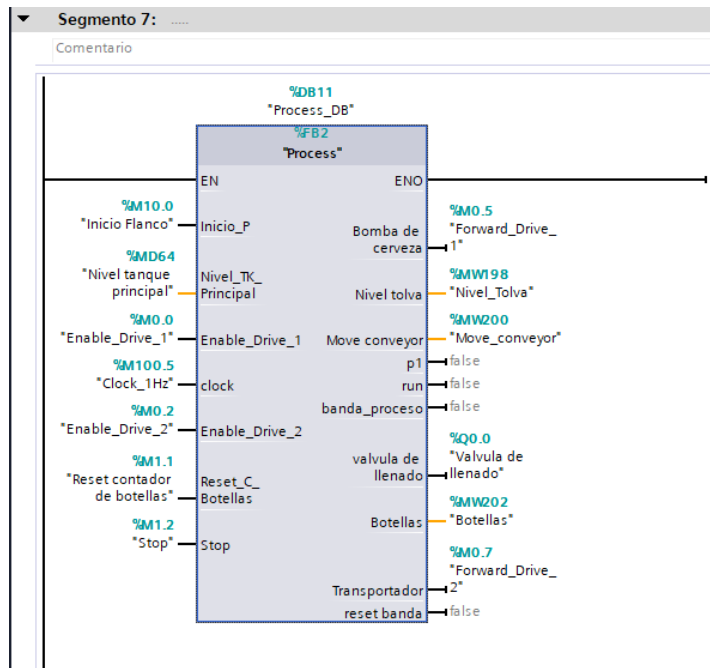 Segmento 7: .....
Comentario
%DB11
"Process_DB"
%FB2
"Process"
EN
ENO
%M10.0
"Inicio Flanco"
Inicio_P
%MD64
"Nivel tanque
principal"
Nivel_TK_
Principal
%M0.0
"Enable_Drive_1"
Enable_Drive_1
%M100.5
"Clock_1Hz"
clock
%M0.2
"Enable_Drive_2"
Enable_Drive_2
%M1.1
"Reset contador
de botellas"
Reset_C_
Botellas
%M1.2
"Stop"
Stop
Bomba de
cerveza
%M0.5
"Forward_Drive_
1"
Nivel tolva
%MW198
"Nivel_Tolva"
Move conveyor
%MW200
"Move_conveyor"
p1
false
run
false
banda_proceso
false
valvula de
llenado
%Q0.0
"Valvula de
llenado"
Botellas
%MW202
"Botellas"
Transportador
%M0.7
"Forward_Drive_
2"
reset banda
false